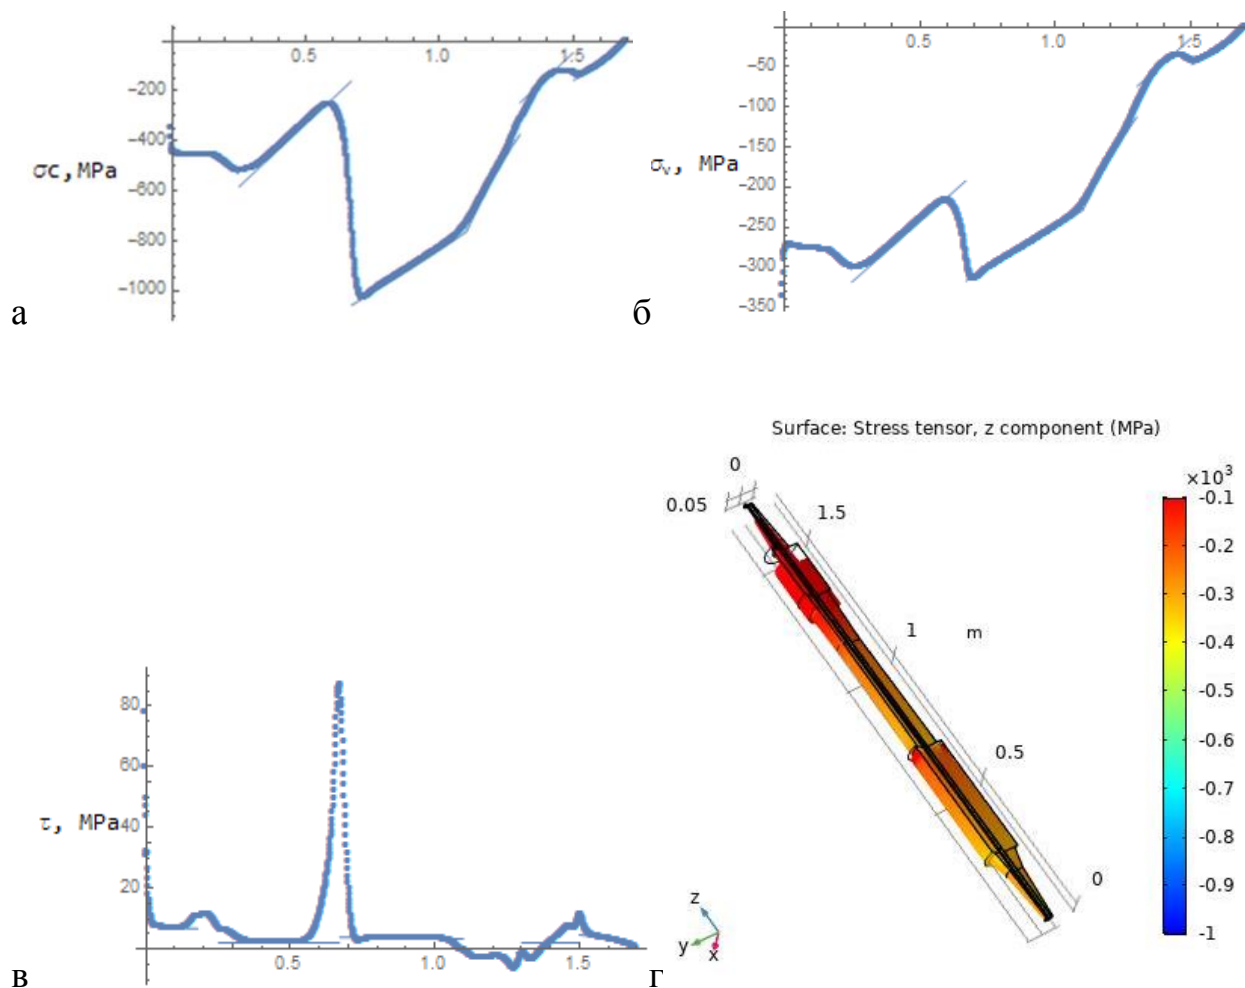 0.5 1.0 1.5
-200
-400
σc,MPa
-600
-800
-1000
а
0.5 1.0 1.5
-50
-100
-150
σᵥ, MPa
-200
-250
-300
-350
б
80
60
τ, MPa 40
20
0.5 1.0 1.5
в
Surface: Stress tensor, z component (MPa)
0
0.05
1.5
1
m
0.5
0
z
y
x
×10³
-0.1
-0.2
-0.3
-0.4
-0.5
-0.6
-0.7
-0.8
-0.9
-1
г